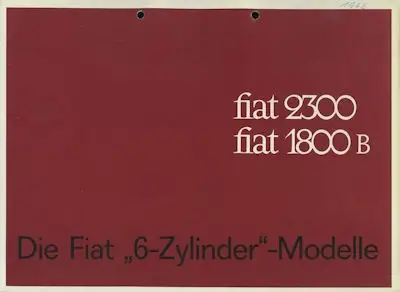 fiat 2300
fiat 1800 B
Die Fiat „6-Zylinder“-Modelle